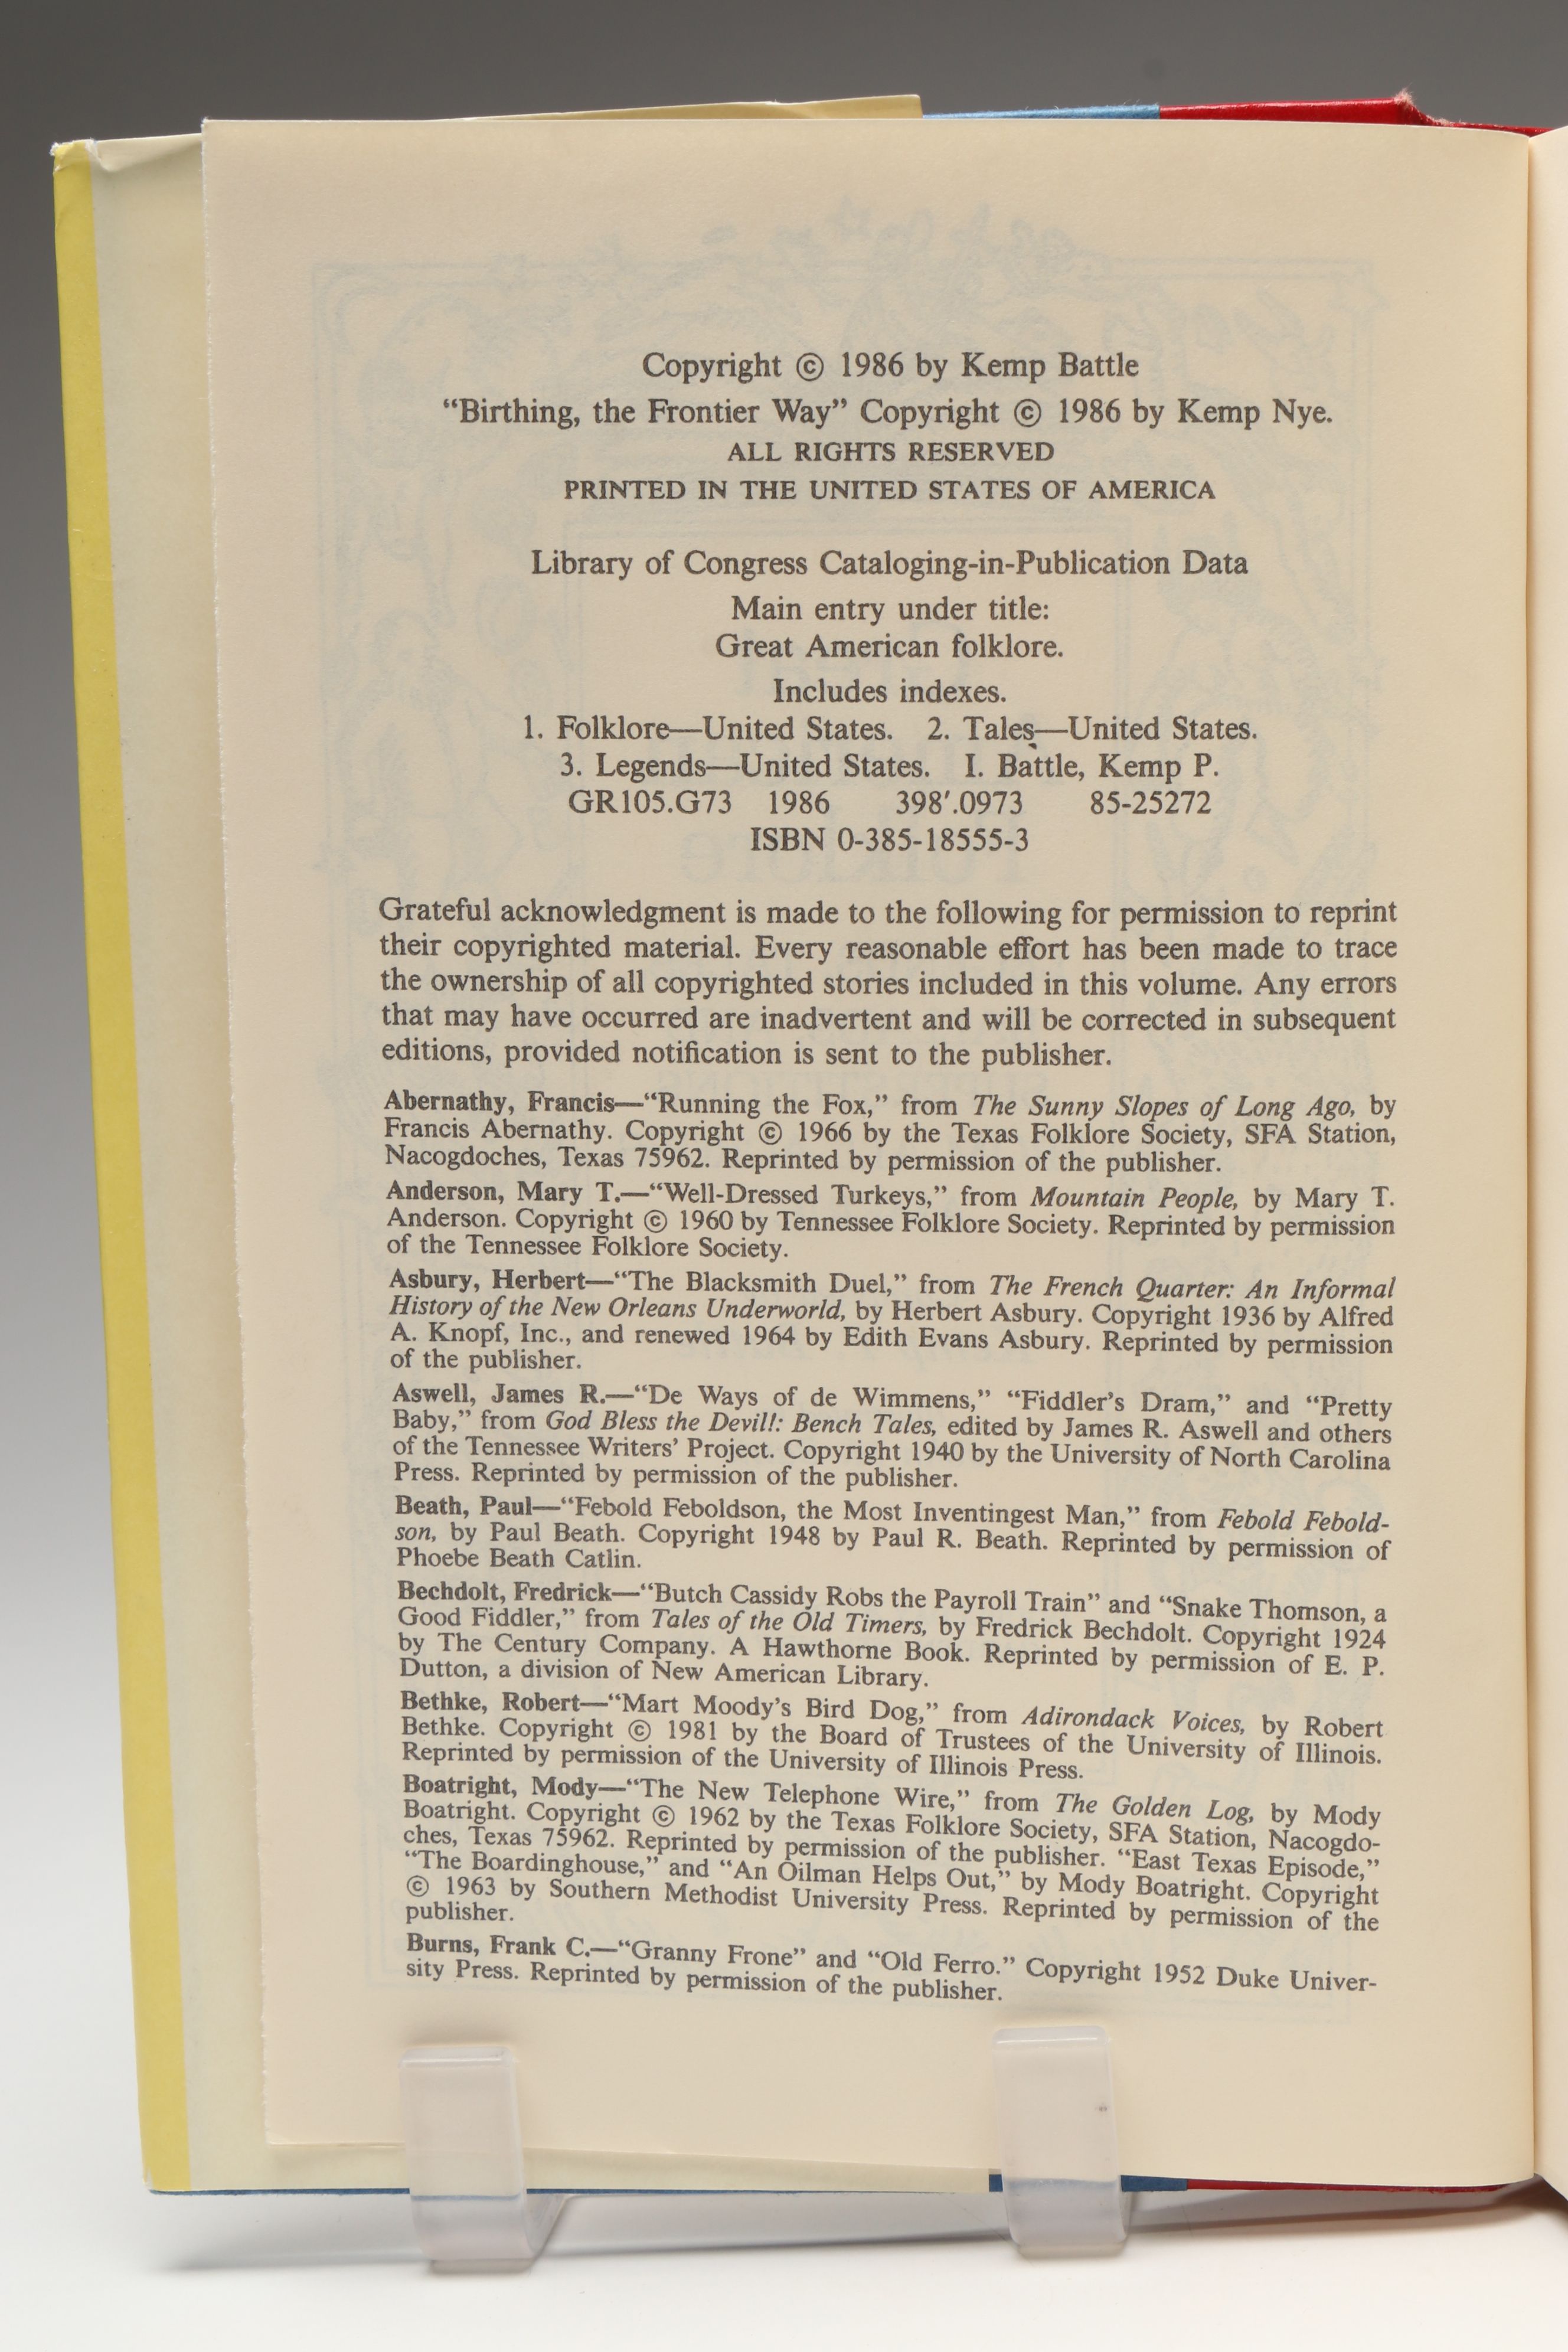 Copyright © 1986 by Kemp Battle
“Birthing, the Frontier Way” Copyright © 1986 by Kemp Nye.
ALL RIGHTS RESERVED
PRINTED IN THE UNITED STATES OF AMERICA
Library of Congress Cataloging-in-Publication Data
Main entry under title:
Great American folklore.
Includes indexes.
1. Folklore—United States. 2. Tales—United States.
3. Legends—United States. I. Battle, Kemp P.
GR105.G73 1986 398′.0973 85-25272
ISBN 0-385-18555-3
Grateful acknowledgment is made to the following for permission to reprint
their copyrighted material. Every reasonable effort has been made to trace
the ownership of all copyrighted stories included in this volume. Any errors
that may have occurred are inadvertent and will be corrected in subsequent
editions, provided notification is sent to the publisher.
Abernathy, Francis—“Running the Fox,” from The Sunny Slopes of Long Ago, by
Francis Abernathy. Copyright © 1966 by the Texas Folklore Society, SFA Station,
Nacogdoches, Texas 75962. Reprinted by permission of the publisher.
Anderson, Mary T.—“Well-Dressed Turkeys,” from Mountain People, by Mary T.
Anderson. Copyright © 1960 by Tennessee Folklore Society. Reprinted by permission
of the Tennessee Folklore Society.
Asbury, Herbert—“The Blacksmith Duel,” from The French Quarter: An Informal
History of the New Orleans Underworld, by Herbert Asbury. Copyright 1936 by Alfred
A. Knopf, Inc., and renewed 1964 by Edith Evans Asbury. Reprinted by permission
of the publisher.
Aswell, James R.—“De Ways of de Wimmens,” “Fiddler’s Dram,” and “Pretty
Baby,” from God Bless the Devil!: Bench Tales, edited by James R. Aswell and others
of the Tennessee Writers’ Project. Copyright 1940 by the University of North Carolina
Press. Reprinted by permission of the publisher.
Beath, Paul—“Febold Feboldson, the Most Inventingest Man,” from Febold Febold-
son, by Paul Beath. Copyright 1948 by Paul R. Beath. Reprinted by permission of
Phoebe Beath Catlin.
Bechdolt, Fredrick—“Butch Cassidy Robs the Payroll Train” and “Snake Thomson, a
Good Fiddler,” from Tales of the Old Timers, by Fredrick Bechdolt. Copyright 1924
by The Century Company. A Hawthorne Book. Reprinted by permission of E. P.
Dutton, a division of New American Library.
Bethke, Robert—“Mart Moody’s Bird Dog,” from Adirondack Voices, by Robert
Bethke. Copyright © 1981 by the Board of Trustees of the University of Illinois.
Reprinted by permission of the University of Illinois Press.
Boatright, Mody—“The New Telephone Wire,” from The Golden Log, by Mody
Boatright. Copyright © 1962 by the Texas Folklore Society, SFA Station, Nacogdo-
ches, Texas 75962. Reprinted by permission of the publisher. “East Texas Episode,”
“The Boardinghouse,” and “An Oilman Helps Out,” by Mody Boatright. Copyright
© 1963 by Southern Methodist University Press. Reprinted by permission of the
publisher.
Burns, Frank C.—“Granny Frone” and “Old Ferro.” Copyright 1952 Duke Univer-
sity Press. Reprinted by permission of the publisher.